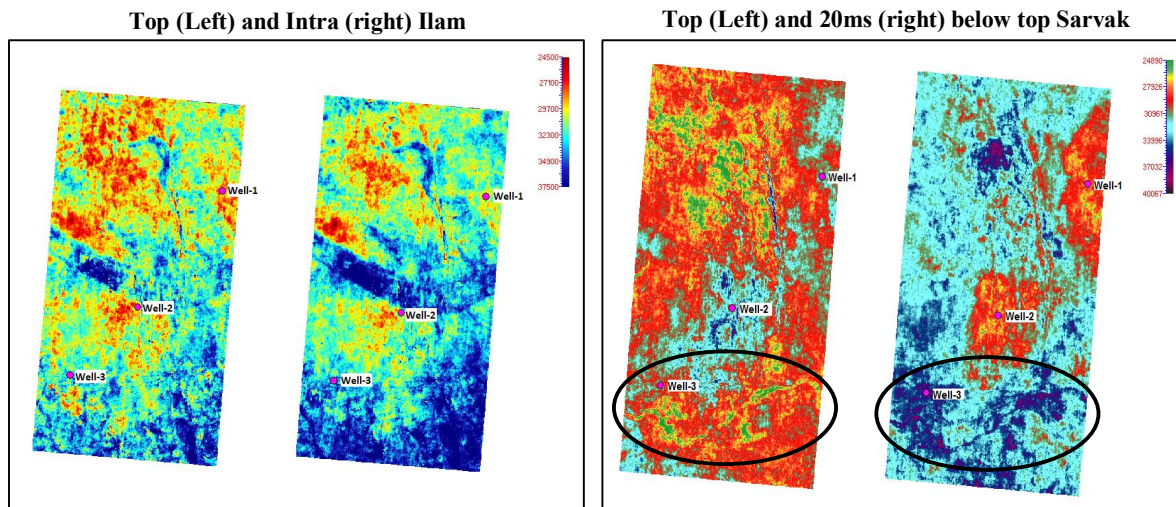 Top (Left) and Intra (right) Ilam
24500
27700
29700
32300
34900
37500
Well-1
Well-2
Well-3
Well-1
Well-2
Well-3
Top (Left) and 20ms (right) below top Sarvak
24890
27926
30961
33996
37032
40067
Well-1
Well-2
Well-3
Well-1
Well-2
Well-3